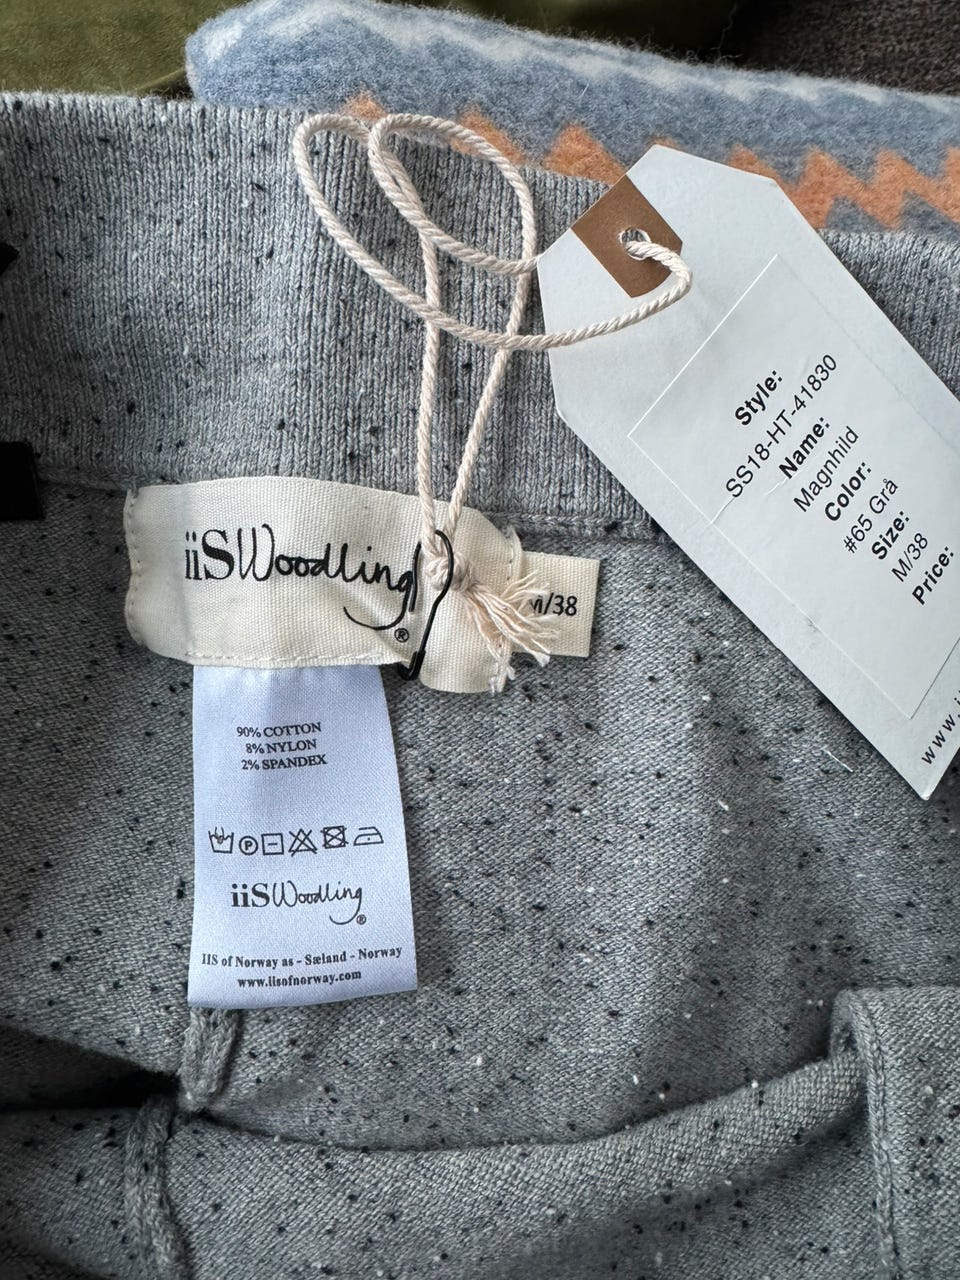 iiSWoodling
®
M/38
90% COTTON
8% NYLON
2% SPANDEX
P
iiSWoodling
®
IIS of Norway as - Sæland - Norway
www.iisofnorway.com
Style:
SS18-HT-41830
Name:
Magnhild
Color:
#65 Grå
Size:
M/38
Price:
www.